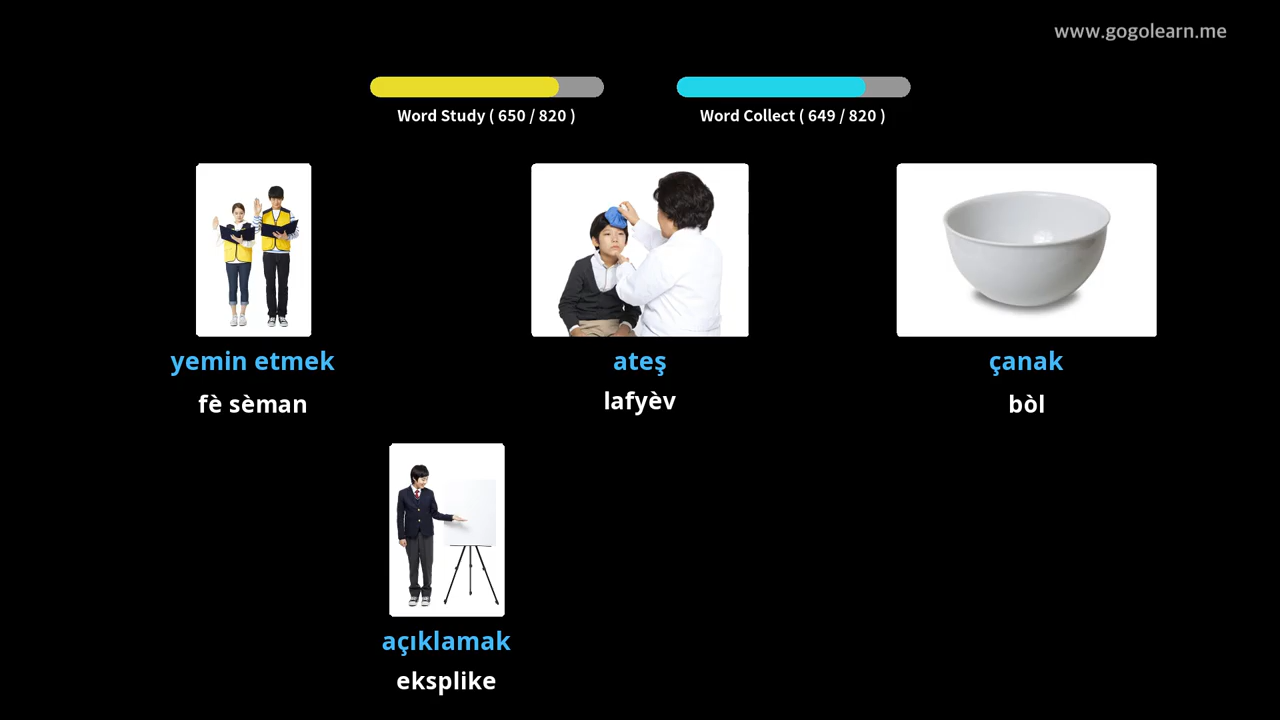 www.gogolearn.me
Word Study ( 650 / 820 )
Word Collect ( 649 / 820 )
yemin etmek
fè sèman
ateş
lafyèv
çanak
bòl
açıklamak
eksplike